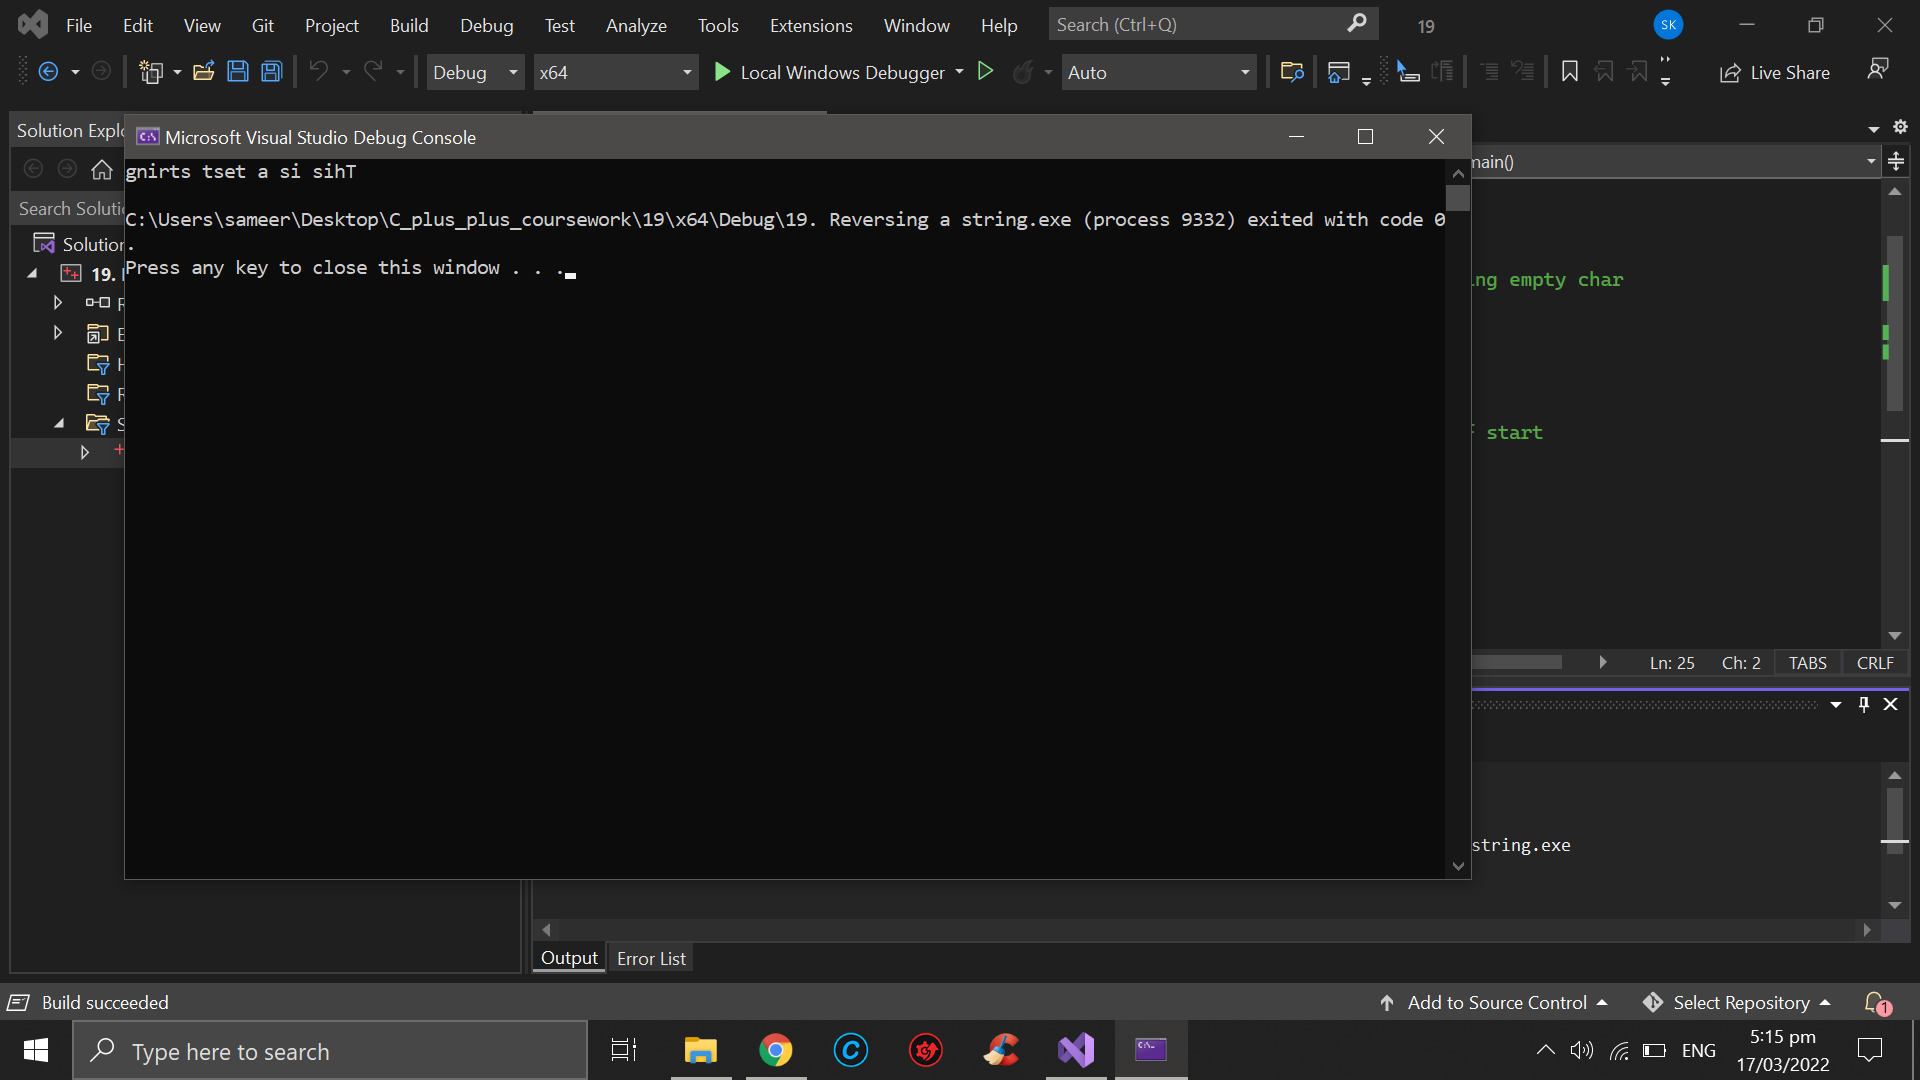 File Edit View Git Project Build Debug Test Analyze Tools Extensions Window Help Search (Ctrl+Q) 19 SK
Debug x64 Local Windows Debugger Auto Live Share
Solution Explo
Microsoft Visual Studio Debug Console
main()
gnirts tset a si sihT
Search Solutio
C:\Users\sameer\Desktop\C_plus_plus_coursework\19\x64\Debug\19. Reversing a string.exe (process 9332) exited with code 0
.
Solution
Press any key to close this window . . .
19.
ng empty char
start
Ln: 25 Ch: 2 TABS CRLF
string.exe
Output Error List
Build succeeded Add to Source Control Select Repository 1
Type here to search ENG 5:15 pm
17/03/2022